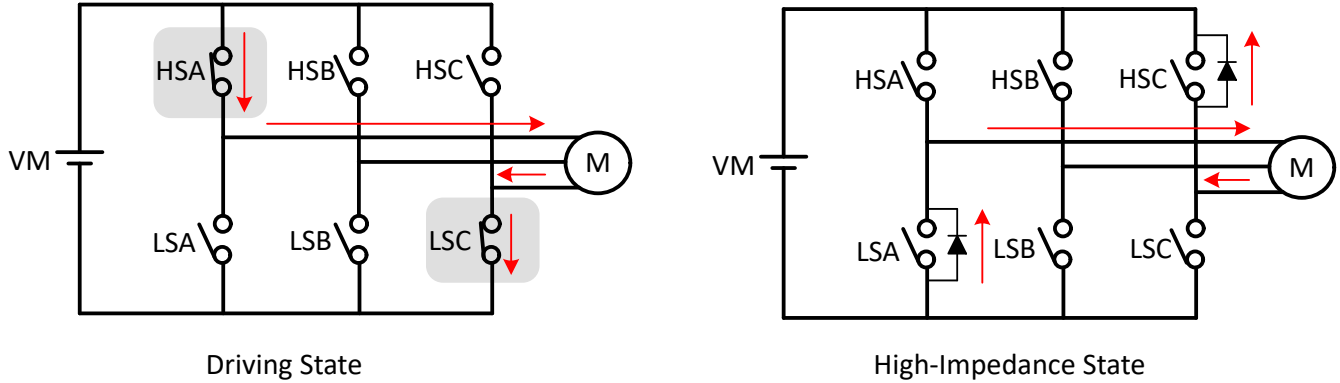 HSA HSB HSC
VM M
LSA LSB LSC
Driving State
HSA HSB HSC
VM M
LSA LSB LSC
High-Impedance State